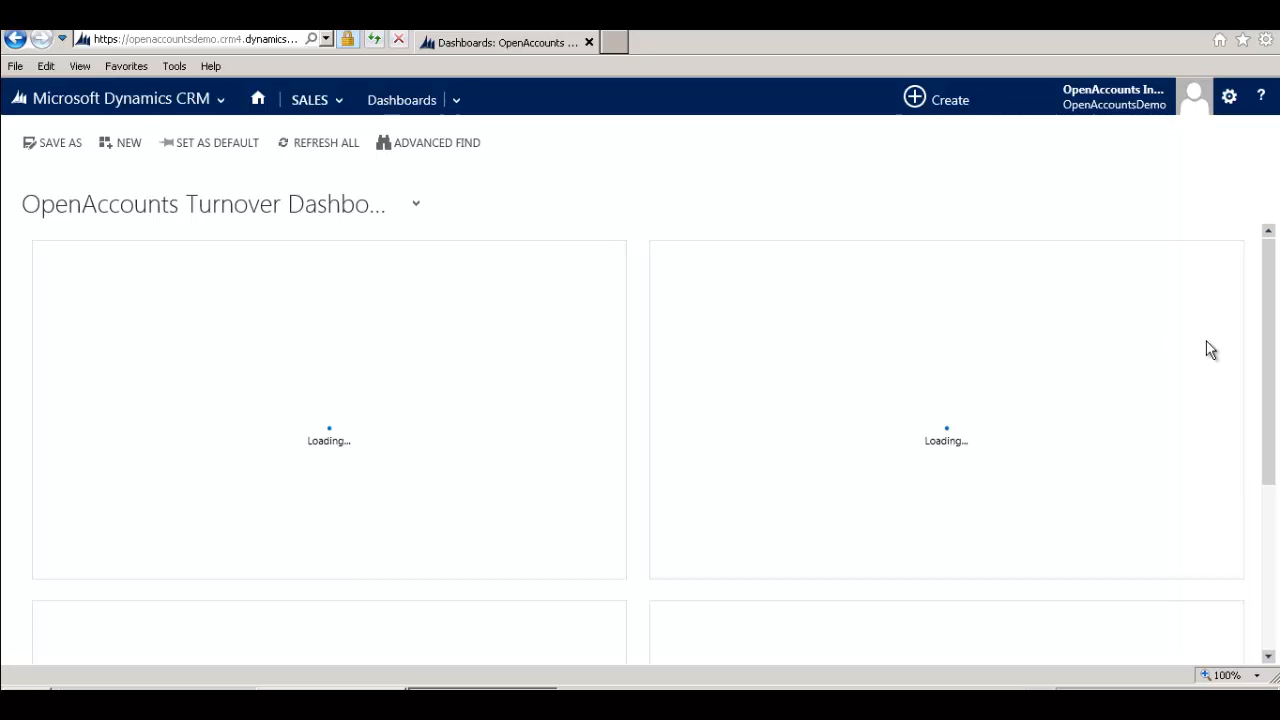 https://openaccountsdemo.crm4.dynamics...
Dashboards: OpenAccounts ...
File Edit View Favorites Tools Help
Microsoft Dynamics CRM SALES Dashboards Create
OpenAccounts In...
OpenAccountsDemo
?
SAVE AS NEW SET AS DEFAULT REFRESH ALL ADVANCED FIND
OpenAccounts Turnover Dashbo...
Loading... Loading...
100%